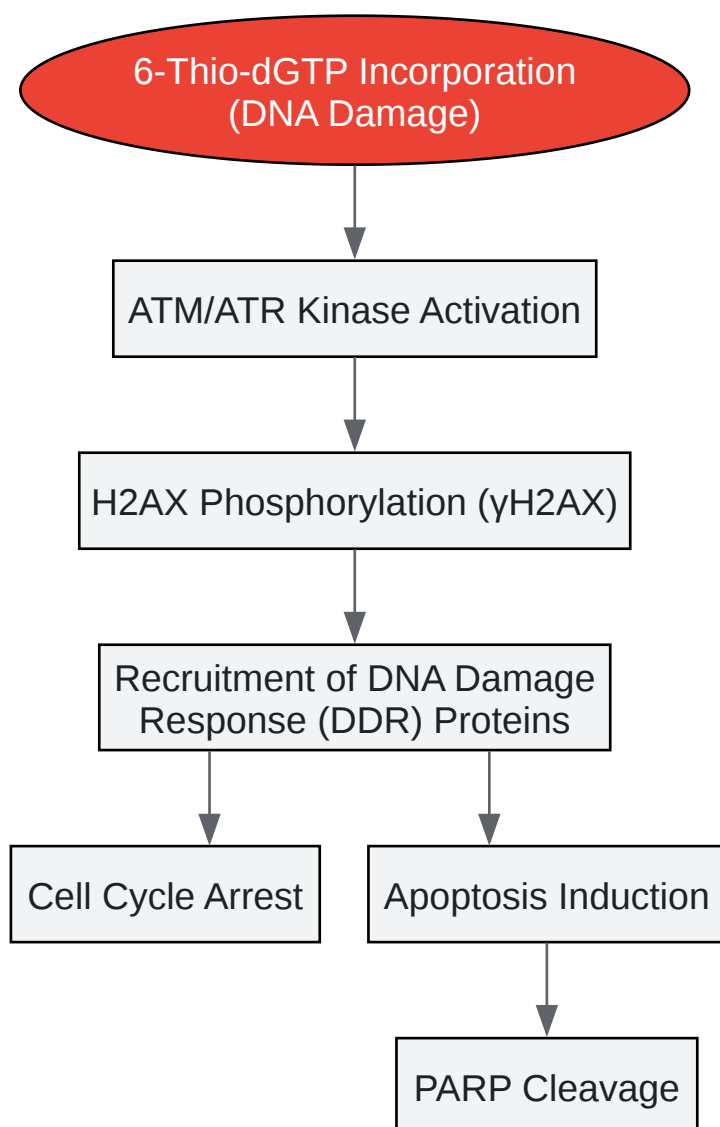 6-Thio-dGTP Incorporation
(DNA Damage)
ATM/ATR Kinase Activation
H2AX Phosphorylation (γH2AX)
Recruitment of DNA Damage
Response (DDR) Proteins
Cell Cycle Arrest
Apoptosis Induction
PARP Cleavage